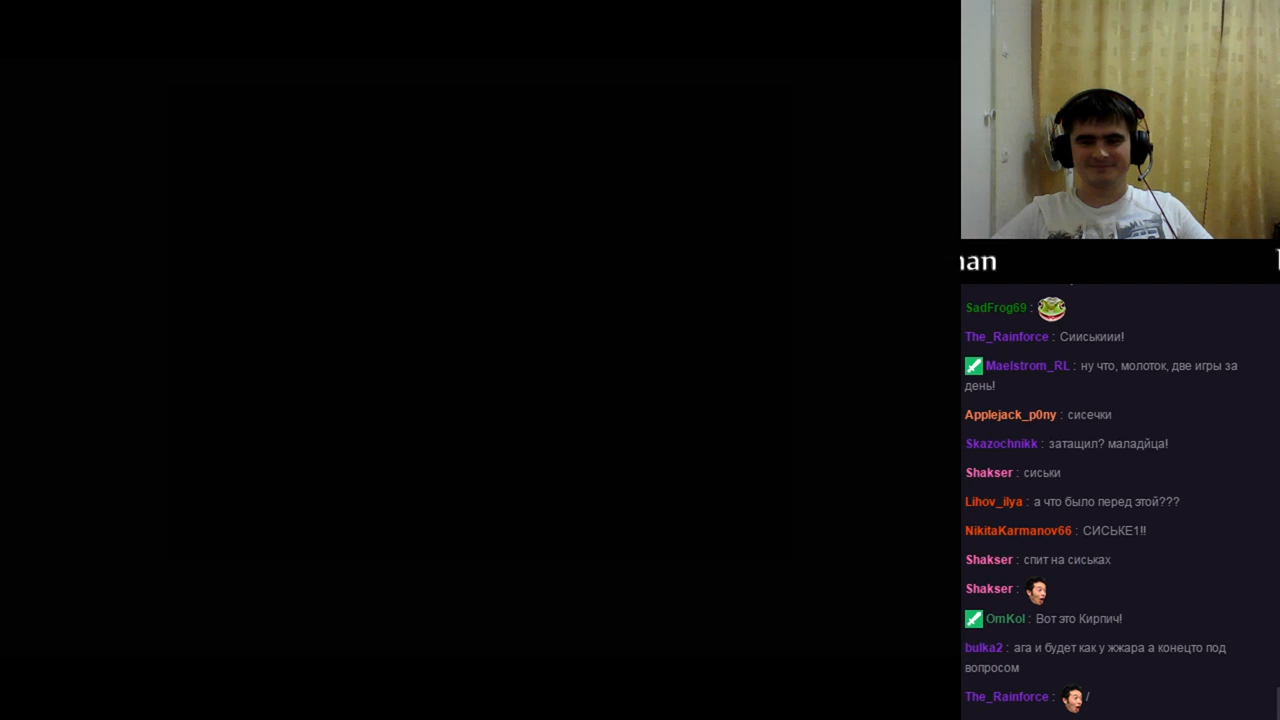 nan
SadFrog69 :
The_Rainforce : Сииськиии!
Maelstrom_RL : ну что, молоток, две игры за
день!
Applejack_p0ny : сисечки
Skazochnikk : затащил? маладйца!
Shakser : сиськи
Lihov_ilya : а что было перед этой???
NikitaKarmanov66 : СИСЬКЕ1!!
Shakser : спит на сиськах
Shakser :
OmKol : Вот это Кирпич!
bulka2 : ага и будет как у жжара а конецто под
вопросом
The_Rainforce : /